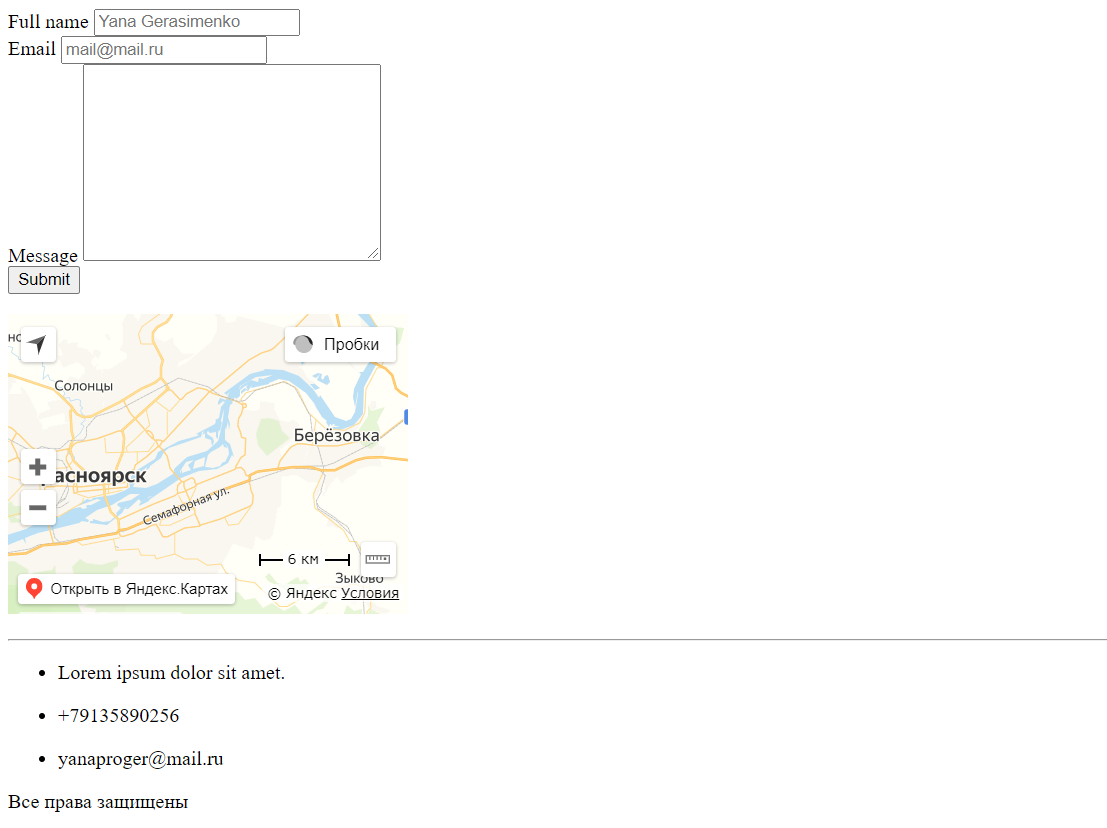 Full name Yana Gerasimenko
Email mail@mail.ru
Message
Submit
но
Пробки
Солонцы
Берёзовка
расноярск
Семафорная ул.
6 км
Зыково
Открыть в Яндекс.Картах
© Яндекс Условия
Lorem ipsum dolor sit amet.
+79135890256
yanaproger@mail.ru
Все права защищены